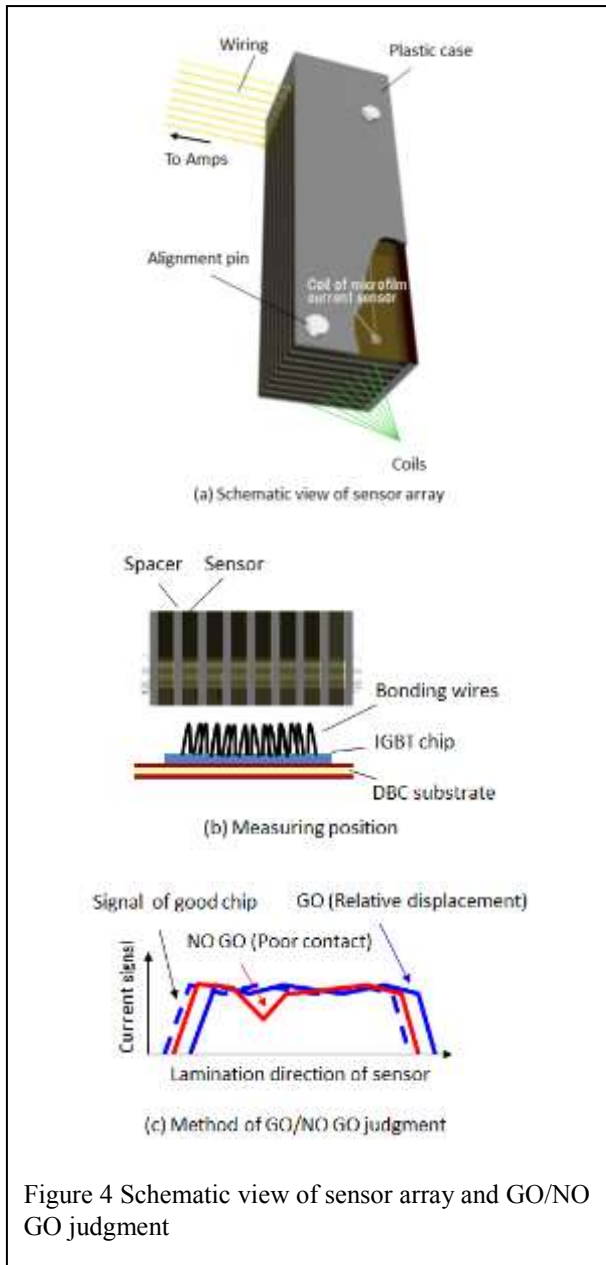 Wiring
Plastic case
To Amps
Alignment pin
Coil of microfilm
current sensor
Coils
(a) Schematic view of sensor array
Spacer Sensor
Bonding wires
IGBT chip
DBC substrate
(b) Measuring position
Signal of good chip
GO (Relative displacement)
NO GO (Poor contact)
Current signal
Lamination direction of sensor
(c) Method of GO/NO GO judgment
Figure 4 Schematic view of sensor array and GO/NO
GO judgment